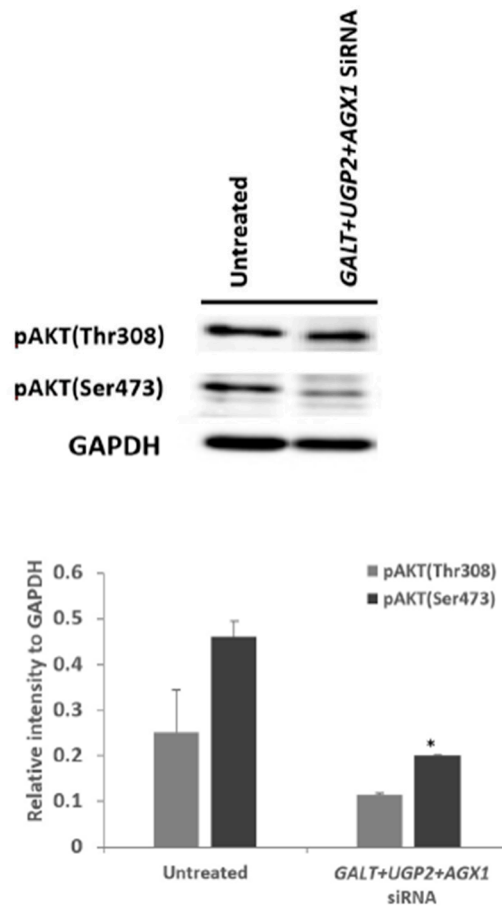 Untreated
GALT+UGP2+AGX1 SiRNA
pAKT(Thr308)
pAKT(Ser473)
GAPDH
pAKT(Thr308)
pAKT(Ser473)
Relative intensity to GAPDH
0.6
0.5
0.4
0.3
0.2
0.1
0
*
Untreated
GALT+UGP2+AGX1
siRNA